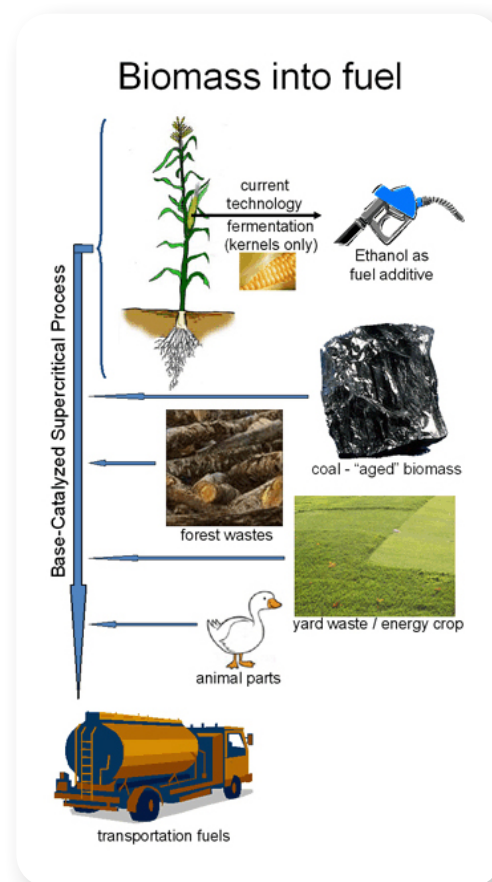 Biomass into fuel
current
technology
fermentation
(kernels only)
Ethanol as
fuel additive
Base-Catalyzed Supercritical Process
coal - “aged” biomass
forest wastes
yard waste / energy crop
animal parts
transportation fuels